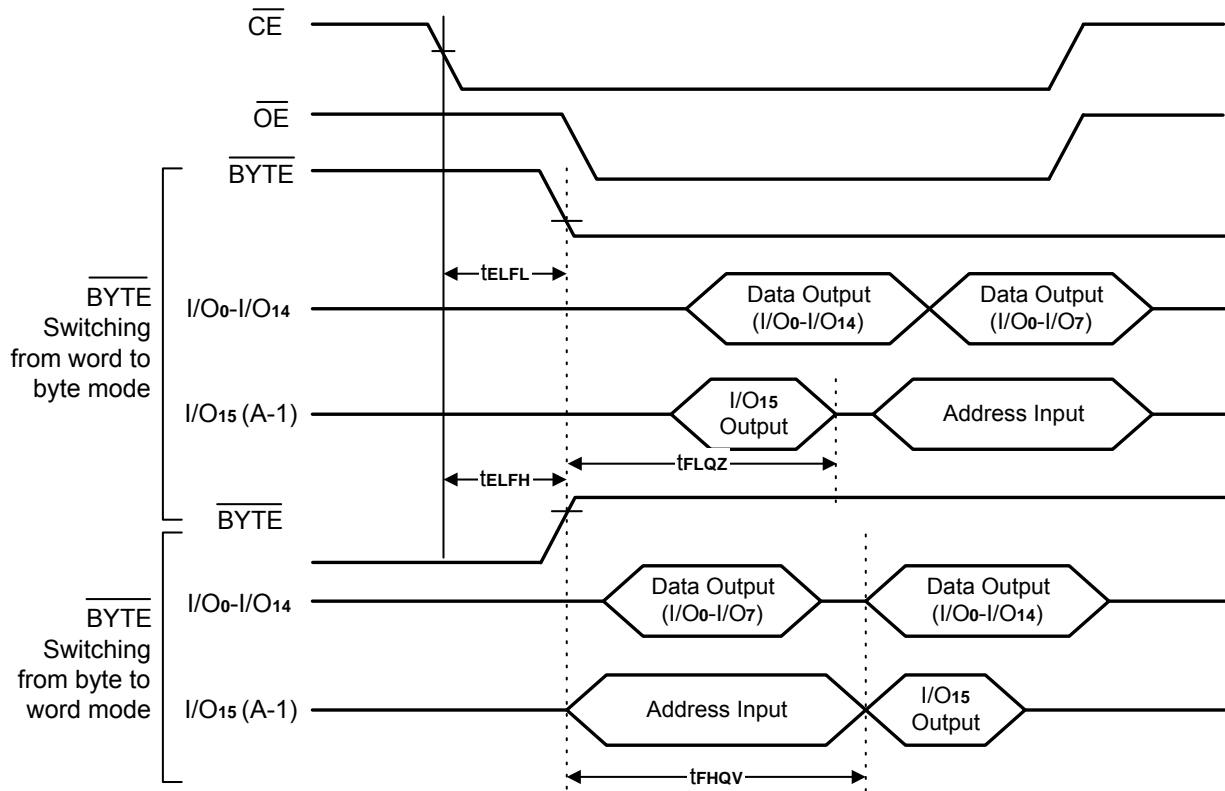 CE
OE
BYTE
BYTE
Switching
from word to
byte mode
tELFL
I/O0-I/O14
Data Output
(I/O0-I/O14)
Data Output
(I/O0-I/O7)
I/O15 (A-1)
I/O15
Output
Address Input
tELFH
tFLQZ
BYTE
BYTE
Switching
from byte to
word mode
I/O0-I/O14
Data Output
(I/O0-I/O7)
Data Output
(I/O0-I/O14)
I/O15 (A-1)
Address Input
I/O15
Output
tFHQV